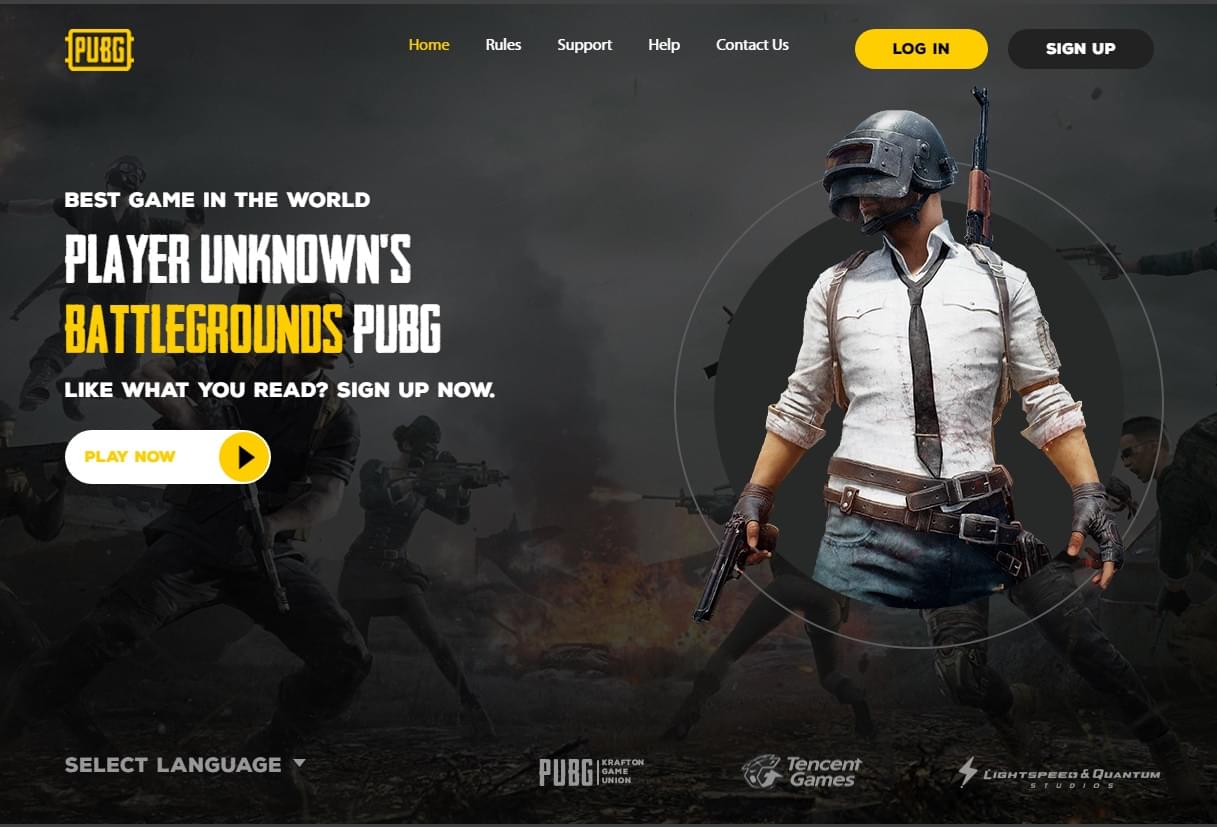 PUBG
Home Rules Support Help Contact Us
LOG IN SIGN UP
BEST GAME IN THE WORLD
PLAYER UNKNOWN'S
BATTLEGROUNDS PUBG
LIKE WHAT YOU READ? SIGN UP NOW.
PLAY NOW
SELECT LANGUAGE
PUBG KRAFTON GAME UNION
Tencent Games
LIGHTSPEED & QUANTUM
STUDIOS